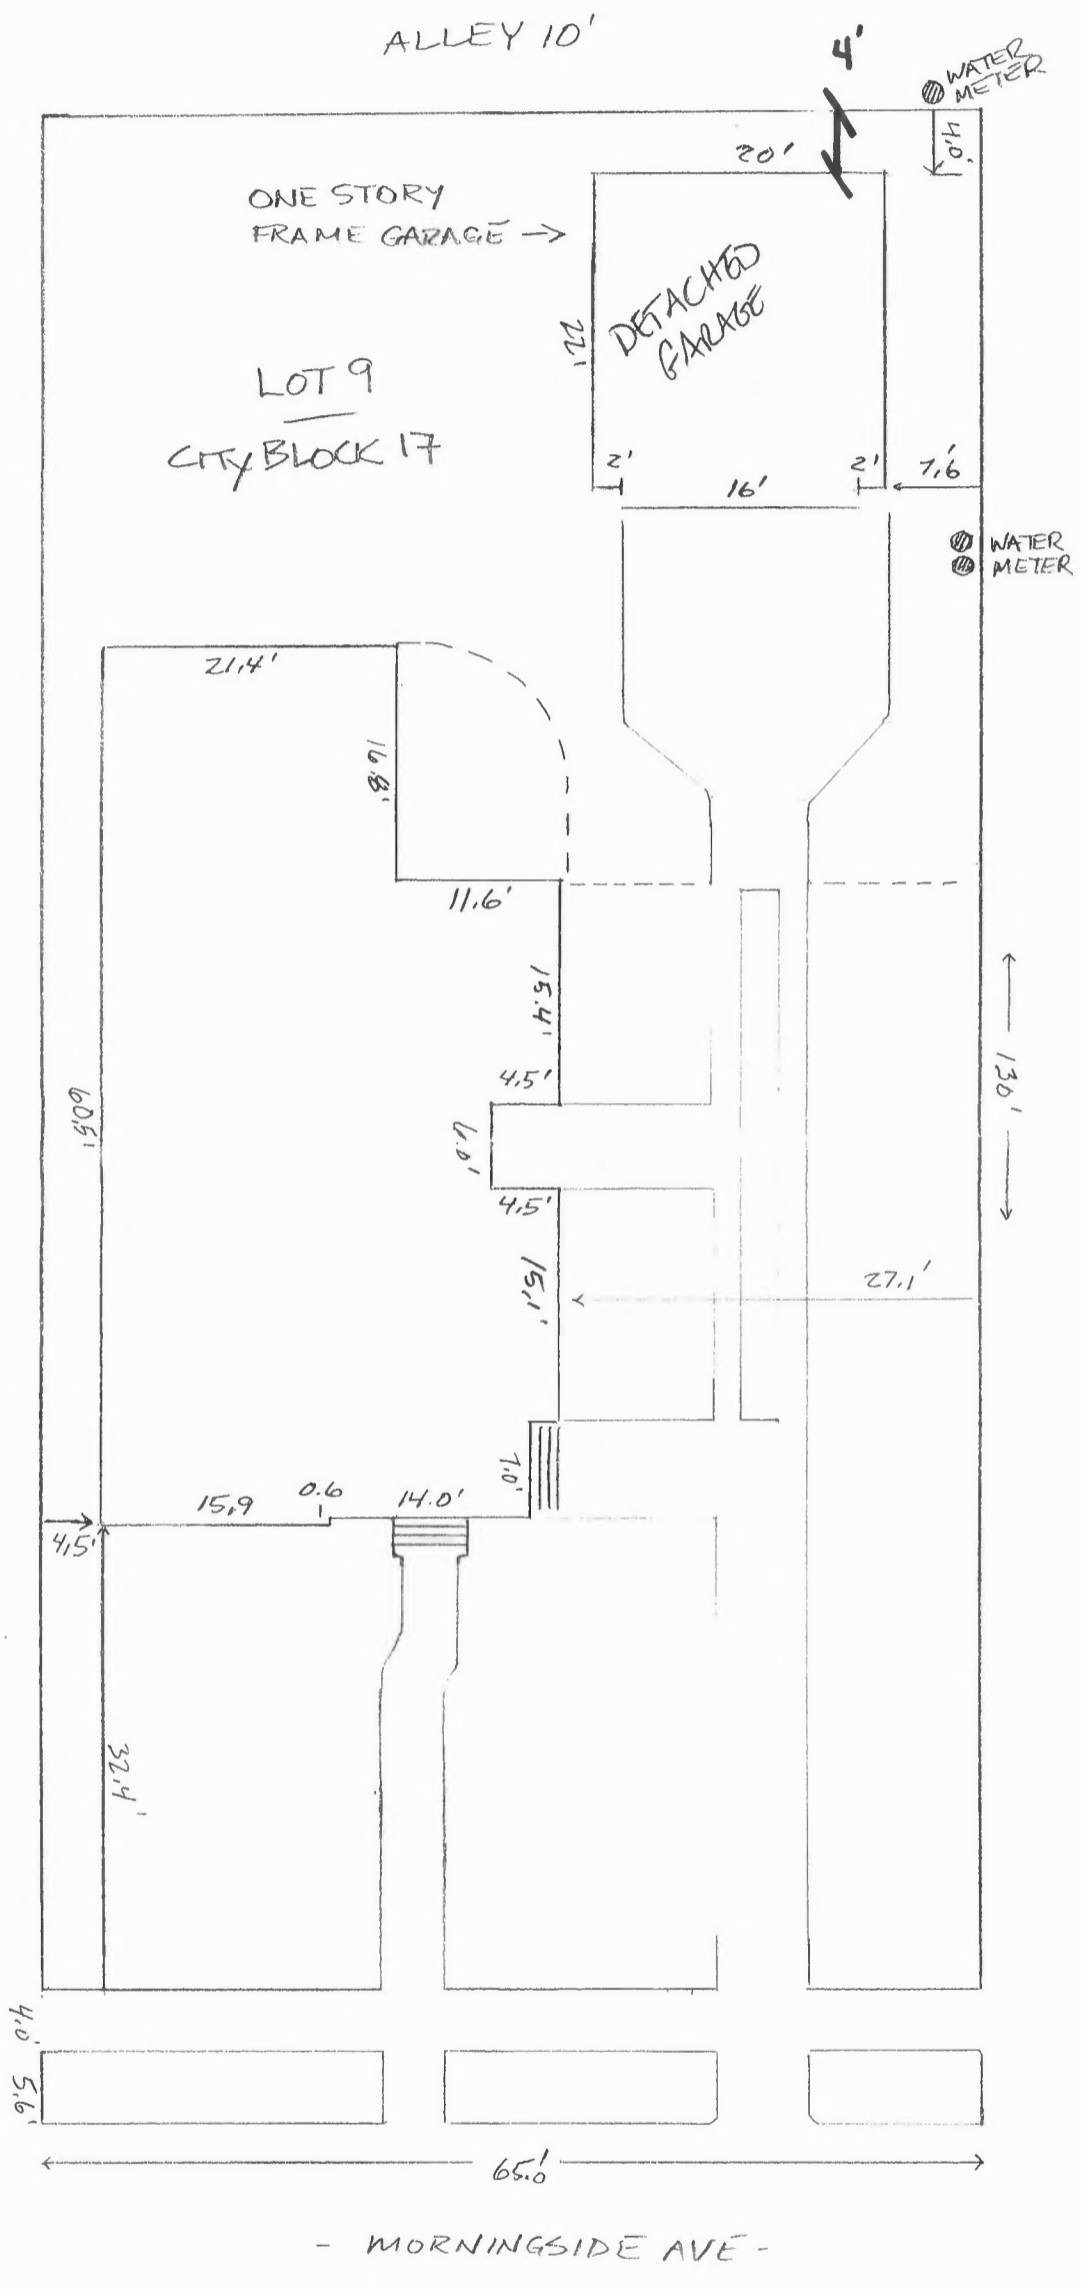 ALLEY 10'
4'
WATER
METER
4.0'
20'
ONE STORY
FRAME GARAGE →
DETACHED
GARAGE
22'
LOT 9
CITY BLOCK 17
2'
2'
7.6'
16'
WATER
METER
21.4'
16.8'
11.6'
15.4'
4.5'
6.0'
4.5'
60.5'
130'
27.1'
15.1'
7.0'
15.9
0.6
14.0'
4.5'
32.4'
4.0'
5.6'
65.0'
- MORNINGSIDE AVE -